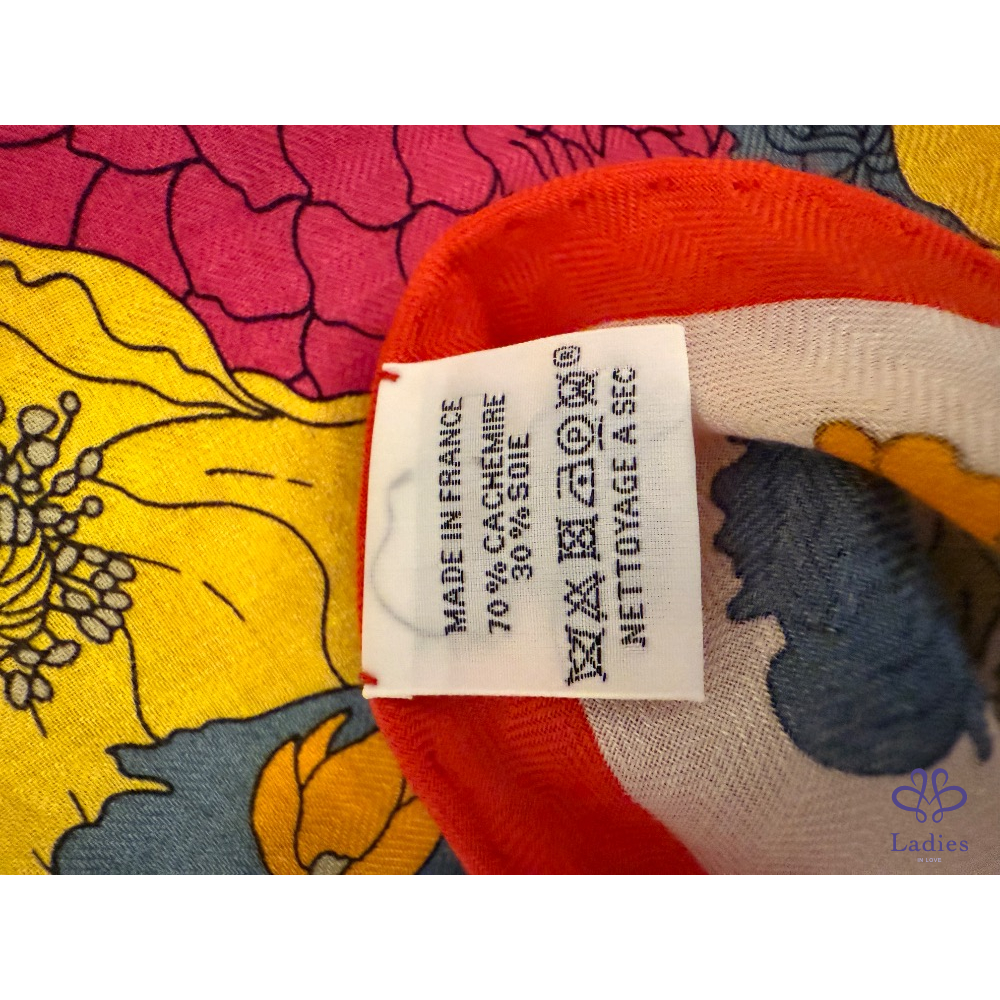 MADE IN FRANCE
70 % CACHEMIRE
30 % SOIE
NETTOYAGE A SEC
Ladies
IN LOVE